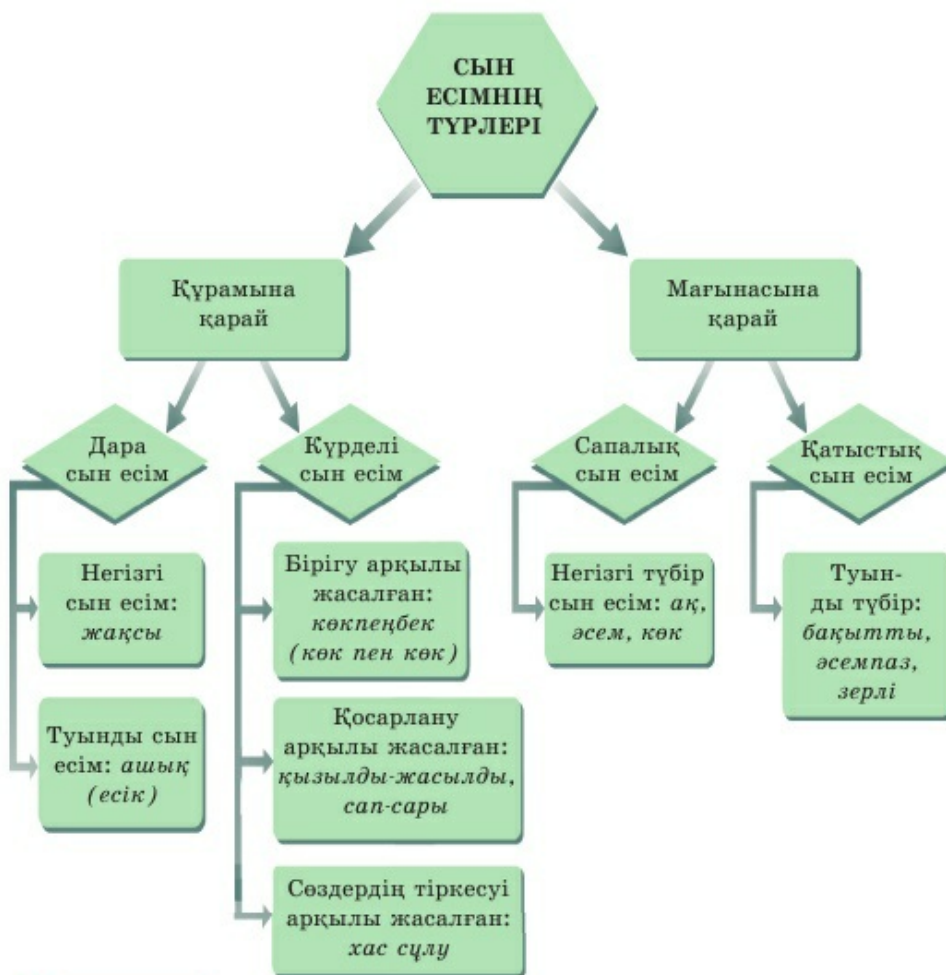 СЫН
ЕСІМНІҢ
ТҮРЛЕРІ
Құрамына
қарай
Мағынасына
қарай
Дара
сын есім
Күрделі
сын есім
Сапалық
сын есім
Қатыстық
сын есім
Негізгі
сын есім:
жақсы
Туынды сын
есім: ашық
(есік)
Бірігу арқылы
жасалған:
көкпеңбек
(көк пен көк)
Қосарлану
арқылы жасалған:
қызылды-жасылды,
сап-сары
Сөздердің тіркесуі
арқылы жасалған:
хас сұлу
Негізгі түбір
сын есім: ақ,
әсем, көк
Туын-
ды түбір:
бақытты,
әсемпаз,
зерлі